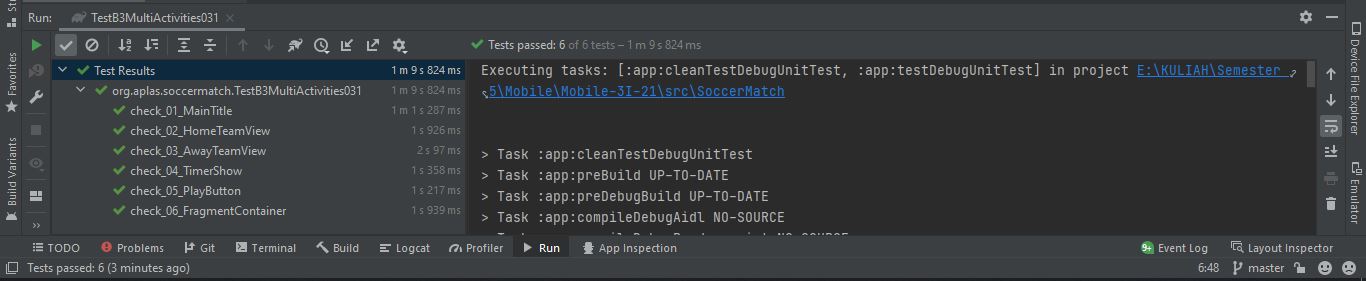 Run: TestB3MultiActivities031
Tests passed: 6 of 6 tests – 1 m 9 s 824 ms
Test Results 1 m 9 s 824 ms
org.aplas.soccermatch.TestB3MultiActivities031 1 m 9 s 824 ms
check_01_MainTitle 1 m 1 s 287 ms
check_02_HomeTeamView 1 s 926 ms
check_03_AwayTeamView 2 s 97 ms
check_04_TimerShow 1 s 358 ms
check_05_PlayButton 1 s 217 ms
check_06_FragmentContainer 1 s 939 ms
Executing tasks: [:app:cleanTestDebugUnitTest, :app:testDebugUnitTest] in project E:\KULIAH\Semester
5\Mobile\Mobile-3I-21\src\SoccerMatch
> Task :app:cleanTestDebugUnitTest
> Task :app:preBuild UP-TO-DATE
> Task :app:preDebugBuild UP-TO-DATE
> Task :app:compileDebugAidl NO-SOURCE
Favorites
Build Variants
Device File Explorer
Emulator
TODO Problems Git Terminal Build Logcat Profiler Run App Inspection 9+ Event Log Layout Inspector
Tests passed: 6 (3 minutes ago) 6:48 master